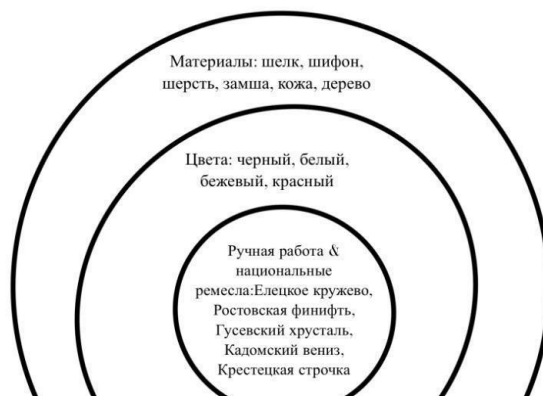 Материалы: шелк, шифон,
шерсть, замша, кожа, дерево
Цвета: черный, белый,
бежевый, красный
Ручная работа &
национальные
ремесла:Елецкое кружево,
Ростовская финифть,
Гусевский хрусталь,
Кадомский вениз,
Крестецкая строчка